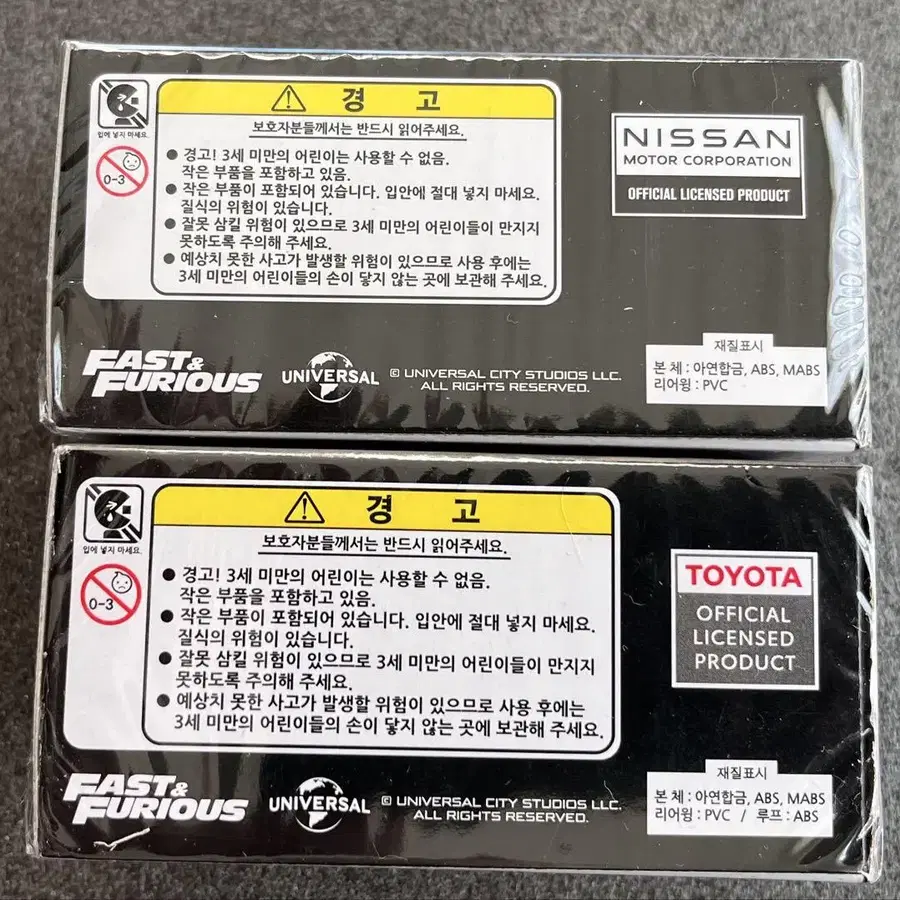 경 고
입에 넣지 마세요.
0-3
보호자분들께서는 반드시 읽어주세요.
● 경고! 3세 미만의 어린이는 사용할 수 없음.
작은 부품을 포함하고 있음.
● 작은 부품이 포함되어 있습니다. 입안에 절대 넣지 마세요.
질식의 위험이 있습니다.
● 잘못 삼킬 위험이 있으므로 3세 미만의 어린이들이 만지지
못하도록 주의해 주세요.
● 예상치 못한 사고가 발생할 위험이 있으므로 사용 후에는
3세 미만의 어린이들의 손이 닿지 않는 곳에 보관해 주세요.
NISSAN
MOTOR CORPORATION
OFFICIAL LICENSED PRODUCT
FAST &
FURIOUS
UNIVERSAL
© UNIVERSAL CITY STUDIOS LLC.
ALL RIGHTS RESERVED.
재질표시
본 체 : 아연합금, ABS, MABS
리어윙 : PVC
경 고
입에 넣지 마세요.
0-3
보호자분들께서는 반드시 읽어주세요.
● 경고! 3세 미만의 어린이는 사용할 수 없음.
작은 부품을 포함하고 있음.
● 작은 부품이 포함되어 있습니다. 입안에 절대 넣지 마세요.
질식의 위험이 있습니다.
● 잘못 삼킬 위험이 있으므로 3세 미만의 어린이들이 만지지
못하도록 주의해 주세요.
● 예상치 못한 사고가 발생할 위험이 있으므로 사용 후에는
3세 미만의 어린이들의 손이 닿지 않는 곳에 보관해 주세요.
TOYOTA
OFFICIAL
LICENSED
PRODUCT
FAST &
FURIOUS
UNIVERSAL
© UNIVERSAL CITY STUDIOS LLC.
ALL RIGHTS RESERVED.
재질표시
본 체 : 아연합금, ABS, MABS
리어윙 : PVC / 루프 : ABS